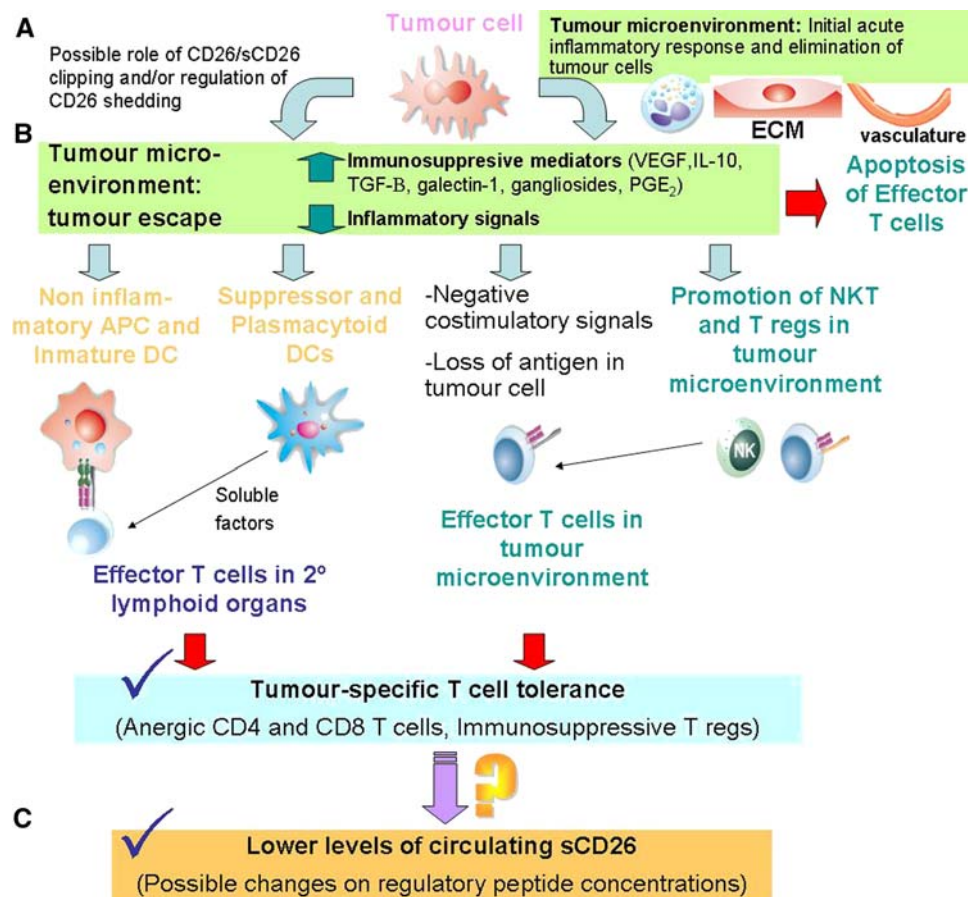 A
Possible role of CD26/sCD26
clipping and/or regulation of
CD26 shedding
Tumour cell
Tumour microenvironment: Initial acute
inflammatory response and elimination of
tumour cells
ECM
vasculature
B
Tumour micro-
environment:
tumour escape
Immunosuppresive mediators (VEGF,IL-10,
TGF-B, galectin-1, gangliosides, PGE₂)
Inflammatory signals
Apoptosis
of Effector
T cells
Non inflam-
matory APC and
Inmature DC
Suppressor and
Plasmacytoid
DCs
-Negative
costimulatory signals
-Loss of antigen in
tumour cell
Promotion of NKT
and T regs in
tumour
microenvironment
NK
Soluble
factors
Effector T cells in 2º
lymphoid organs
Effector T cells in
tumour
microenvironment
Tumour-specific T cell tolerance
(Anergic CD4 and CD8 T cells, Immunosuppressive T regs)
?
C
Lower levels of circulating sCD26
(Possible changes on regulatory peptide concentrations)